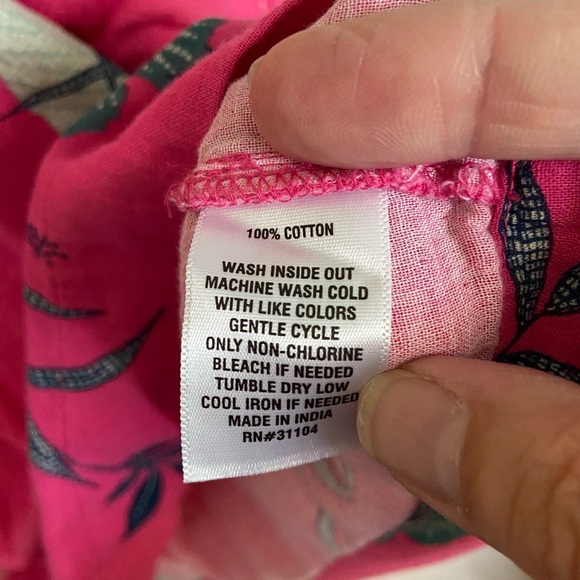 100% COTTON
WASH INSIDE OUT
MACHINE WASH COLD
WITH LIKE COLORS
GENTLE CYCLE
ONLY NON-CHLORINE
BLEACH IF NEEDED
TUMBLE DRY LOW
COOL IRON IF NEEDED
MADE IN INDIA
RN#31104